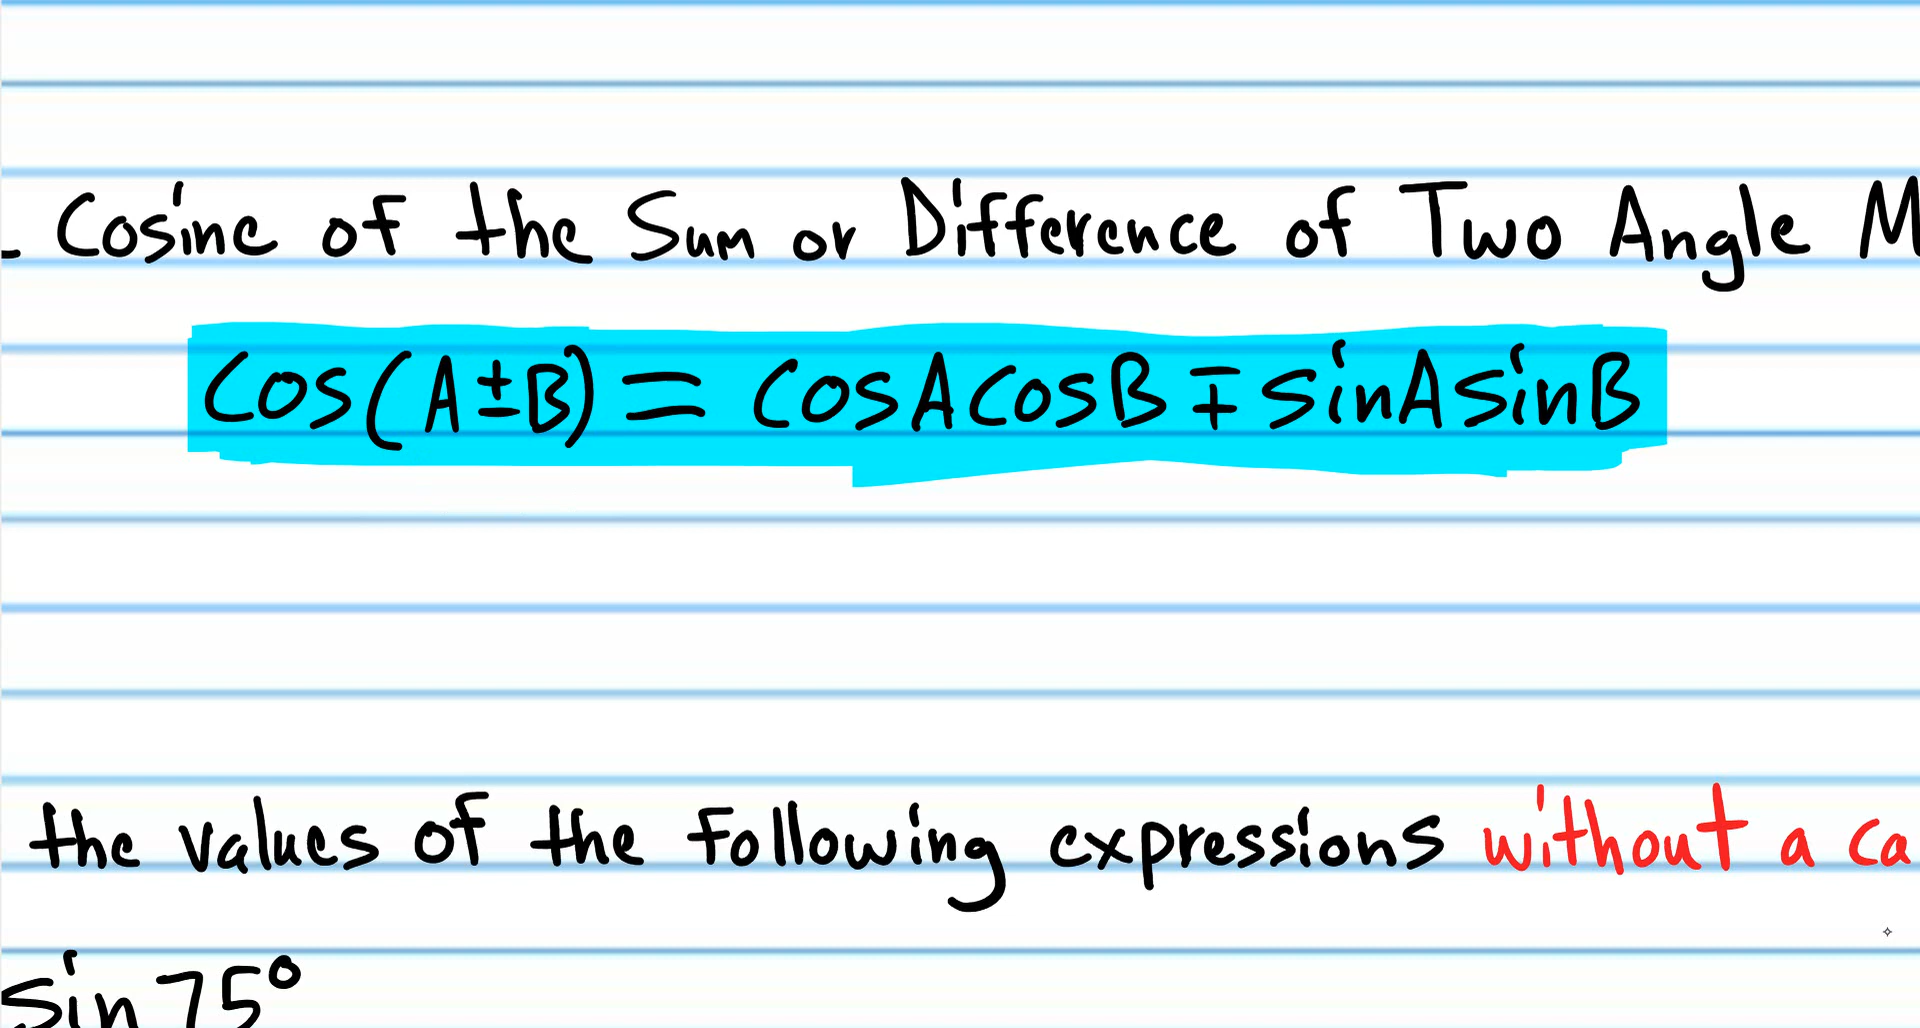 Cosine of the Sum or Difference of Two Angle M
Cos(A±B) = CosACosB∓sinAsinB
the values of the following expressions without a ca
sin 75°